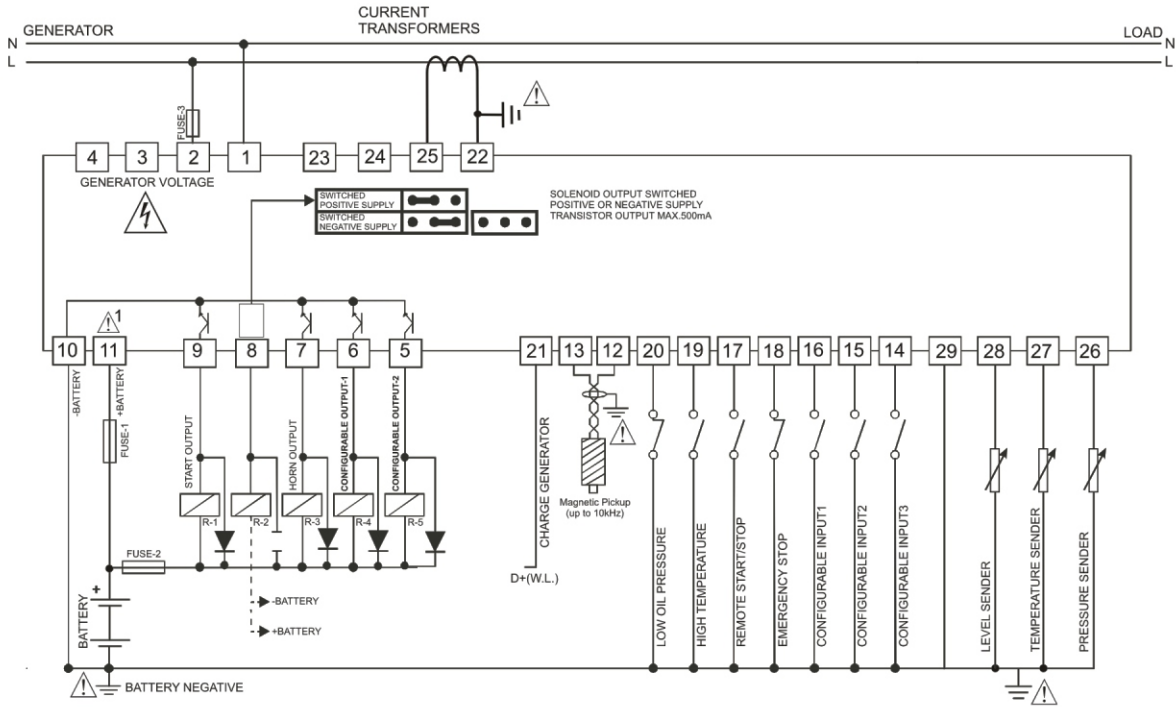 CURRENT
TRANSFORMERS
GENERATOR
LOAD
N
N
L
L
FUSE-3
4
3
2
1
23
24
25
22
GENERATOR VOLTAGE
SWITCHED
POSITIVE SUPPLY
SWITCHED
NEGATIVE SUPPLY
SOLENOID OUTPUT SWITCHED
POSITIVE OR NEGATIVE SUPPLY
TRANSISTOR OUTPUT MAX.500mA
1
10
11
9
8
7
6
5
21
13
12
20
19
17
18
16
15
14
29
28
27
26
-BATTERY
+BATTERY
FUSE-1
START OUTPUT
HORN OUTPUT
CONFIGURABLE OUTPUT-1
CONFIGURABLE OUTPUT-2
R-1
R-2
R-3
R-4
R-5
FUSE-2
+
BATTERY
-BATTERY
+BATTERY
CHARGE GENERATOR
D+(W.L.)
Magnetic Pickup
(up to 10kHz)
LOW OIL PRESSURE
HIGH TEMPERATURE
REMOTE START/STOP
EMERGENCY STOP
CONFIGURABLE INPUT1
CONFIGURABLE INPUT2
CONFIGURABLE INPUT3
LEVEL SENDER
TEMPERATURE SENDER
PRESSURE SENDER
BATTERY NEGATIVE